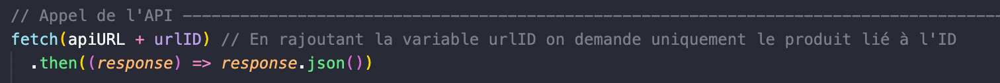 // Appel de l'API -----------------------------------------------------------------------------------------
fetch(apiURL + urlID) // En rajoutant la variable urlID on demande uniquement le produit lié à l'ID
.then((response) => response.json())